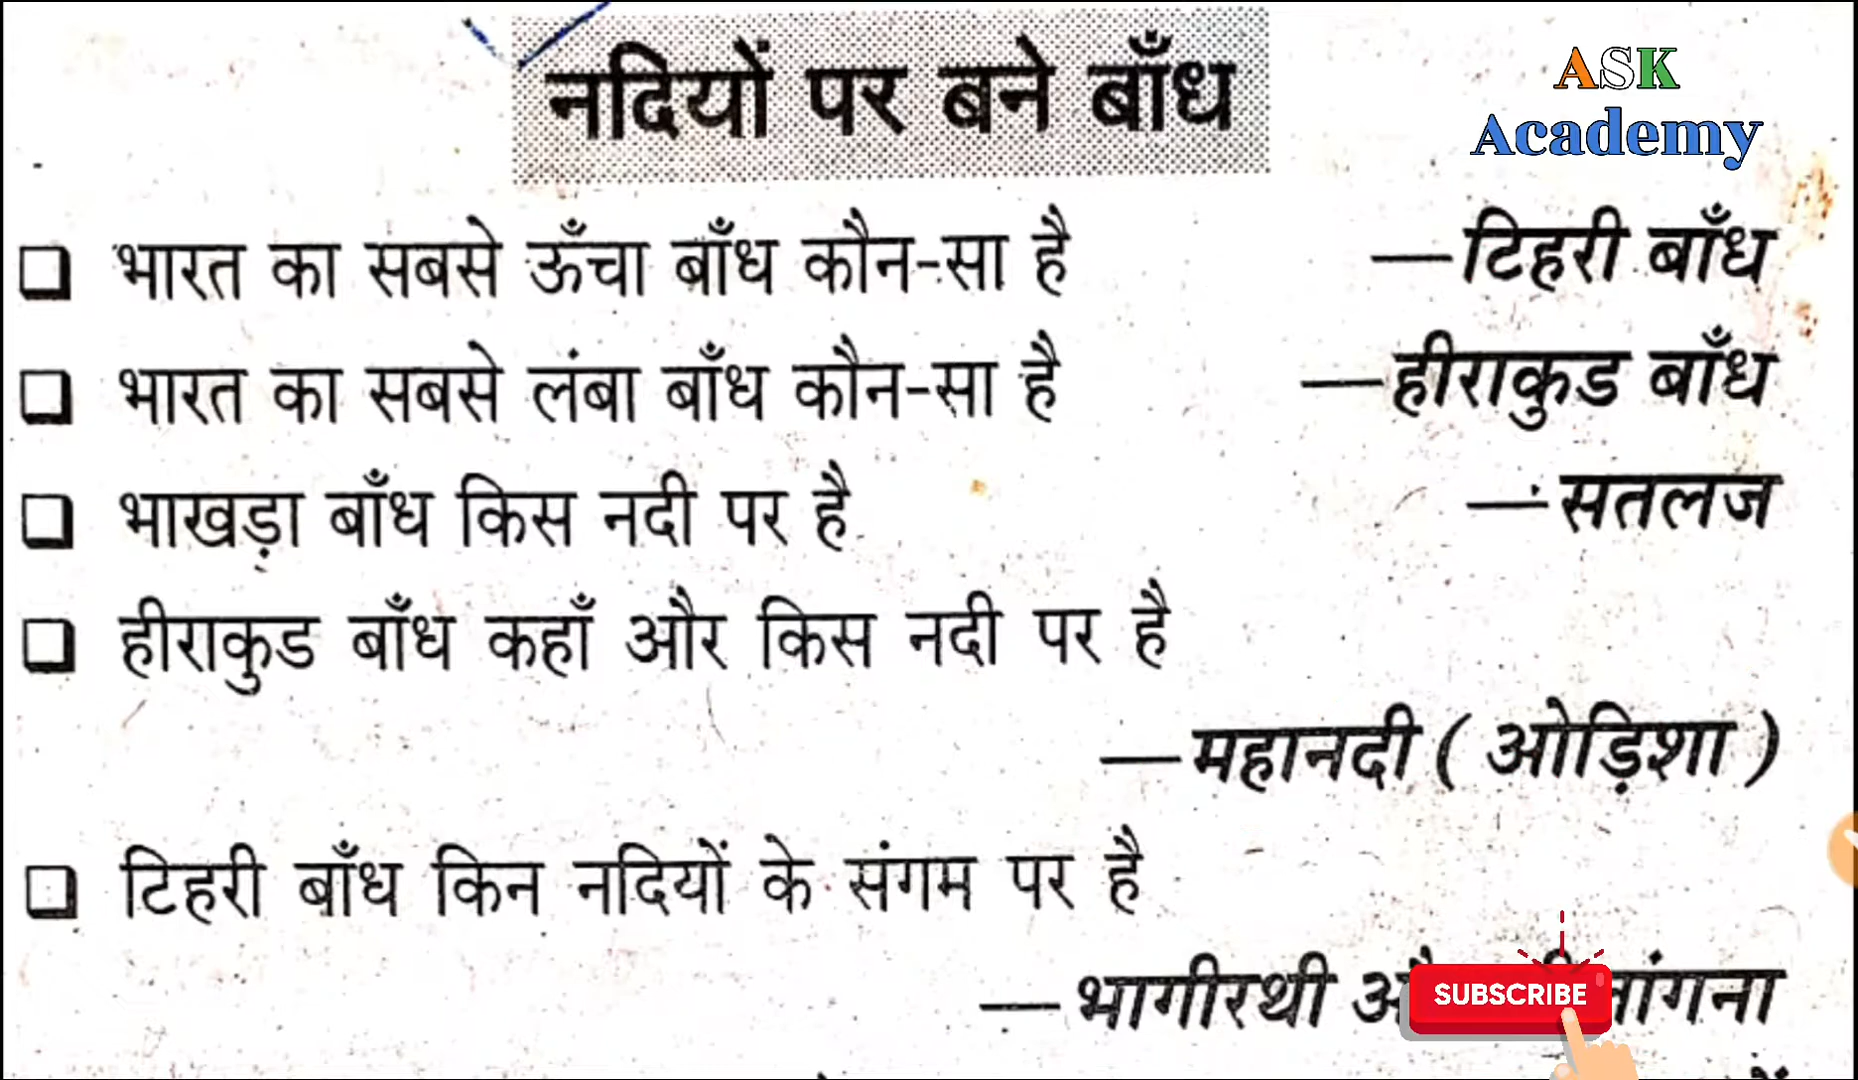 नदियों पर बने बाँध
ASK
Academy
❑ भारत का सबसे ऊँचा बाँध कौन-सा है —टिहरी बाँध
❑ भारत का सबसे लंबा बाँध कौन-सा है —हीराकुड बाँध
❑ भाखड़ा बाँध किस नदी पर है —सतलज
❑ हीराकुड बाँध कहाँ और किस नदी पर है
—महानदी ( ओड़िशा )
❑ टिहरी बाँध किन नदियों के संगम पर है
—भागीरथी
SUBSCRIBE